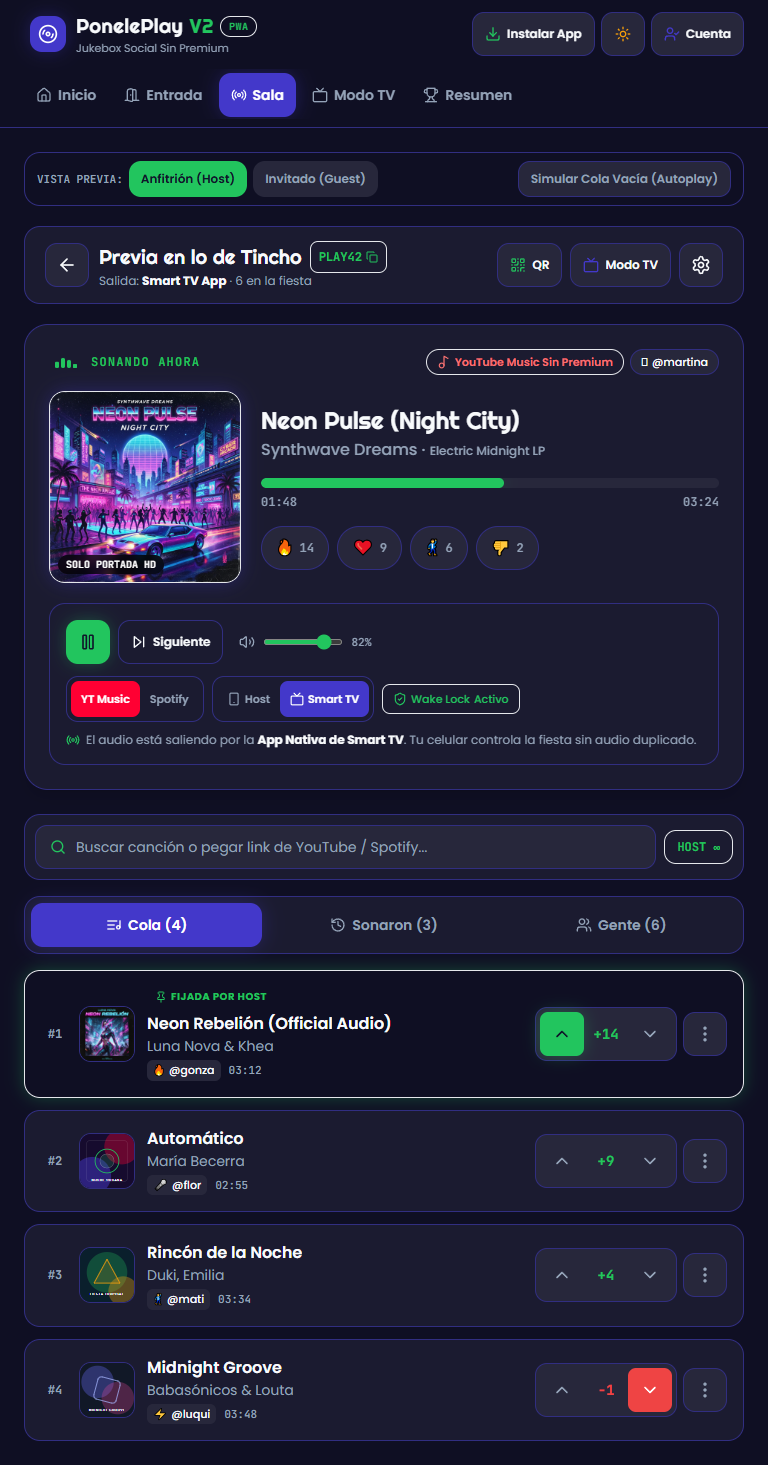 PonelePlay V2 PWA
Jukebox Social Sin Premium
Instalar App
Cuenta
Inicio
Entrada
Sala
Modo TV
Resumen
VISTA PREVIA:
Anfitrión (Host)
Invitado (Guest)
Simular Cola Vacía (Autoplay)
Previa en lo de Tincho
PLAY42
Salida: Smart TV App · 6 en la fiesta
QR
Modo TV
SONANDO AHORA
YouTube Music Sin Premium
@martina
SYNTHWAVE DREAMS
NEON PULSE
NIGHT CITY
SOLO PORTADA HD
Neon Pulse (Night City)
Synthwave Dreams · Electric Midnight LP
01:48
03:24
14
9
6
2
Siguiente
82%
YT Music
Spotify
Host
Smart TV
Wake Lock Activo
El audio está saliendo por la App Nativa de Smart TV. Tu celular controla la fiesta sin audio duplicado.
Buscar canción o pegar link de YouTube / Spotify...
HOST ∞
Cola (4)
Sonaron (3)
Gente (6)
FIJADA POR HOST
#1
NEON REBELIÓN
Neon Rebelión (Official Audio)
Luna Nova & Khea
@gonza
03:12
+14
#2
Automático
María Becerra
@flor
02:55
+9
#3
Rincón de la Noche
Duki, Emilia
@mati
03:34
+4
#4
Midnight Groove
Babasónicos & Louta
@luqui
03:48
-1